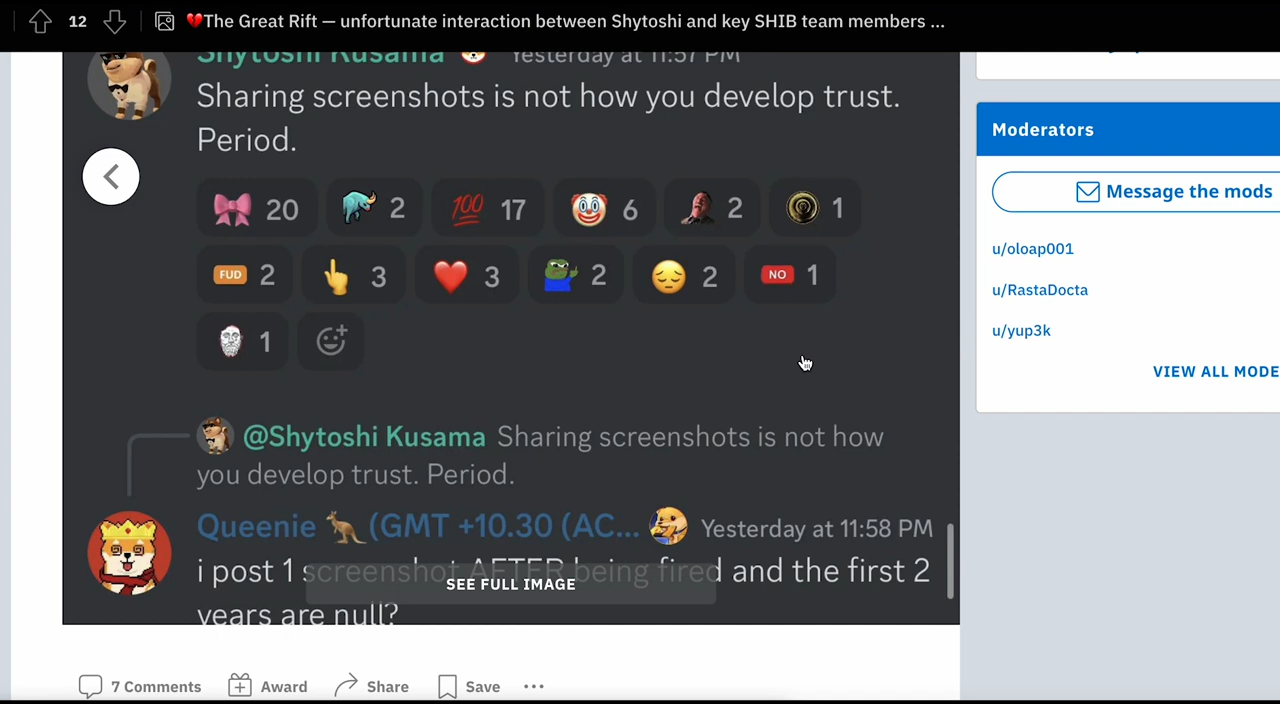 12 The Great Rift — unfortunate interaction between Shytoshi and key SHIB team members ...
Shytoshi Kusama Yesterday at 11:57 PM
Sharing screenshots is not how you develop trust.
Period.
20 2 100 17 6 2 1
FUD 2 3 3 2 2 NO 1
1
@Shytoshi Kusama Sharing screenshots is not how
you develop trust. Period.
Queenie (GMT +10.30 (AC... Yesterday at 11:58 PM
i post 1 screenshot AFTER being fired and the first 2
SEE FULL IMAGE
years are null?
7 Comments Award Share Save ...
Moderators
Message the mods
u/oloap001
u/RastaDocta
u/yup3k
VIEW ALL MODE